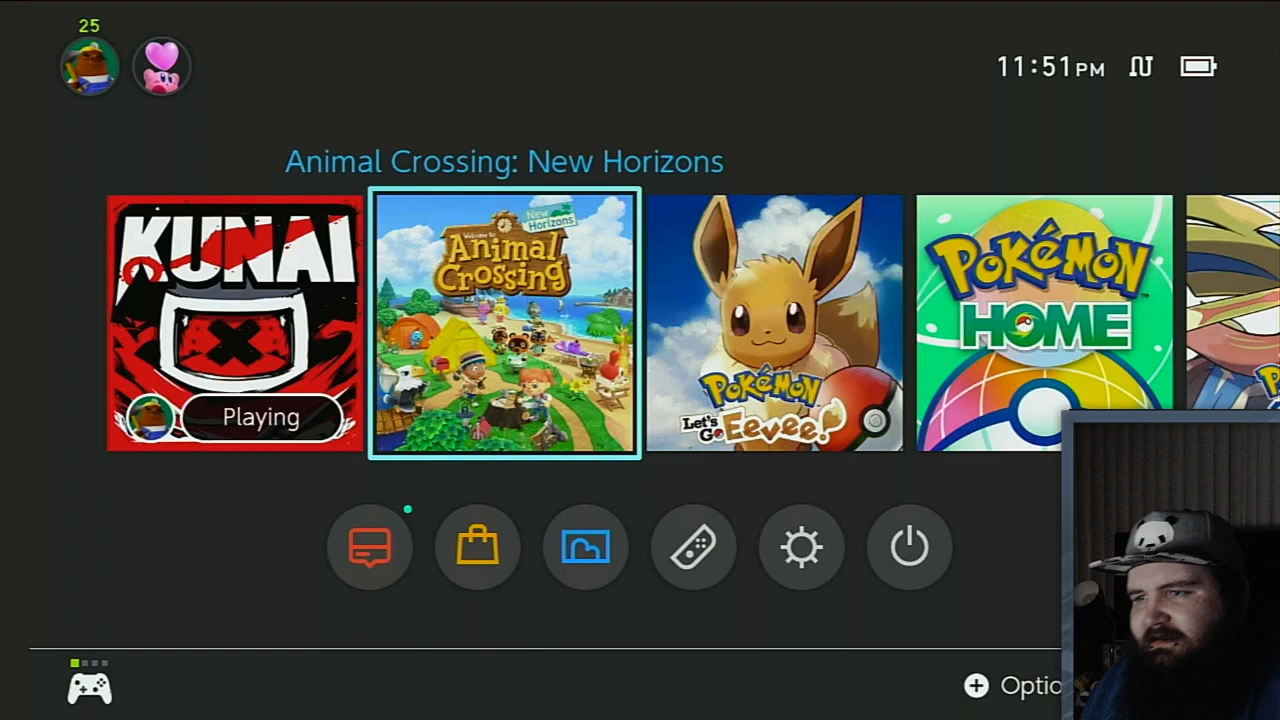 25
11:51 PM
Animal Crossing: New Horizons
KUNAI
Playing
New Horizons
Welcome to
Animal
Crossing
POKÉMON
Let's Go Eevee!
POKÉMON
HOME
Optio